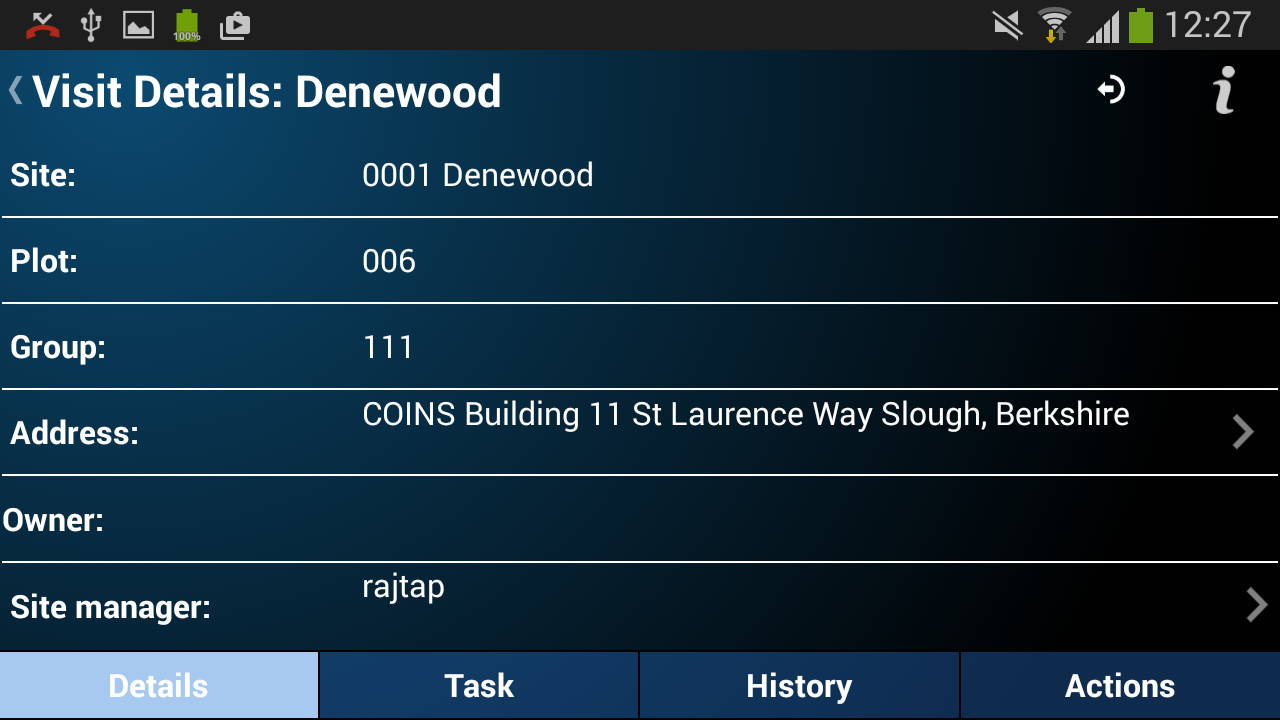 100% 12:27
Visit Details: Denewood
Site: 0001 Denewood
Plot: 006
Group: 111
Address: COINS Building 11 St Laurence Way Slough, Berkshire
Owner:
Site manager: rajtap
Details Task History Actions